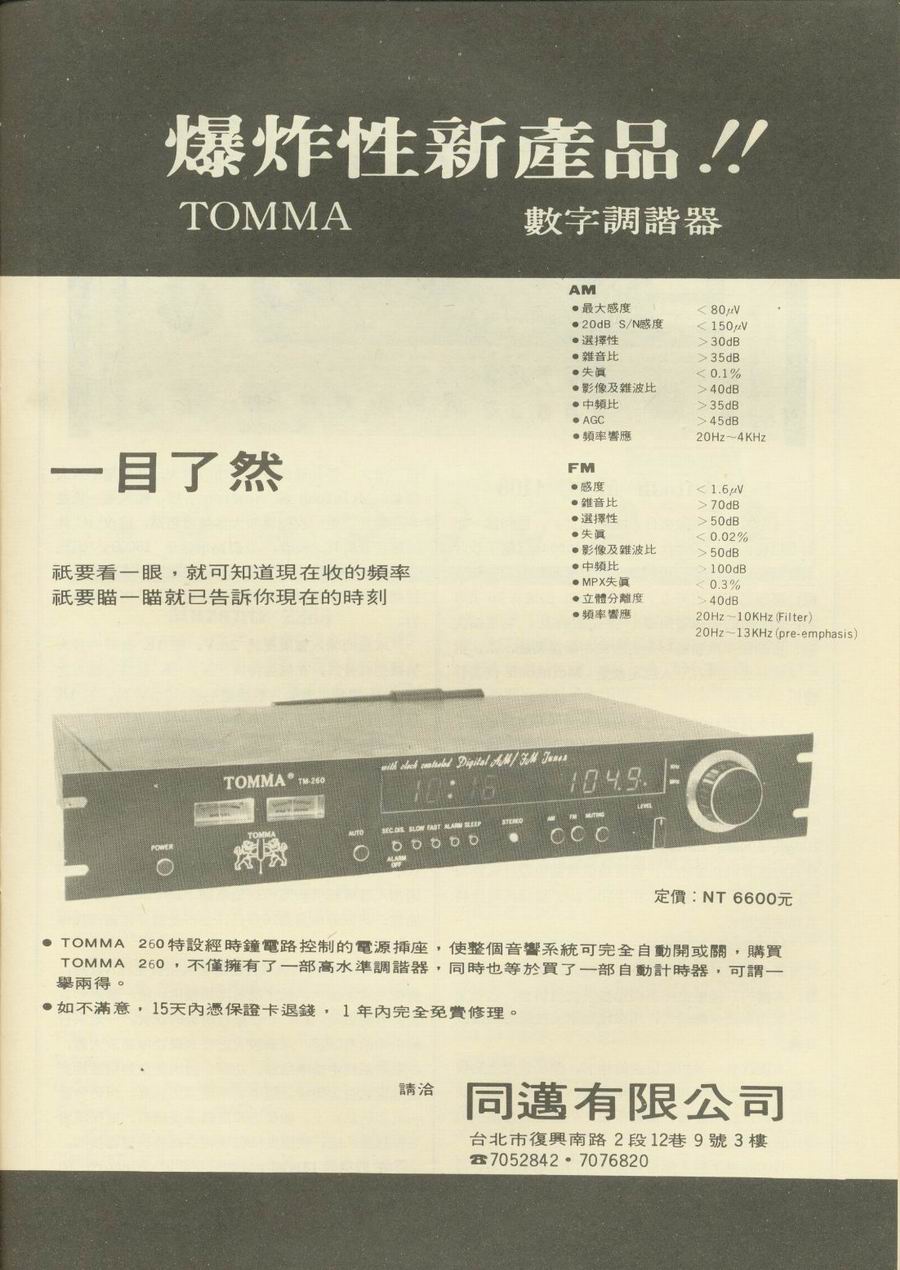 爆炸性新產品!!
TOMMA 數字調諧器
AM
●最大感度 <80μV
●20dB S/N感度 <150μV
●選擇性 >30dB
●雜音比 >35dB
●失眞 <0.1%
●影像及雜波比 >40dB
●中頻比 >35dB
●AGC >45dB
●頻率響應 20Hz~4KHz
一目了然
FM
●感度 <1.6μV
●雜音比 >70dB
●選擇性 >50dB
●失眞 <0.02%
●影像及雜波比 >50dB
●中頻比 >100dB
●MPX失眞 <0.3%
●立體分離度 >40dB
●頻率響應 20Hz~10KHz(Filter)
20Hz~13KHz(pre-emphasis)
祇要看一眼，就可知道現在收的頻率
祇要瞄一瞄就已告訴你現在的時刻
with clock controled Digital AM/FM Tuner
TOMMA® TM-260
10:16 104.9
POWER
TOMMA
AUTO
SEC.DIS. SLOW FAST ALARM SLEEP
ALARM
OFF
STEREO
AM FM MUTING
LEVEL
定價：NT 6600元
● TOMMA 260特設經時鐘電路控制的電源揷座，使整個音響系統可完全自動開或關，購買
TOMMA 260，不僅擁有了一部高水準調諧器，同時也等於買了一部自動計時器，可謂一
舉兩得。
●如不滿意，15天內憑保證卡退錢，1年內完全免費修理。
請洽 同邁有限公司
台北市復興南路2段12巷9號3樓
☎7052842•7076820